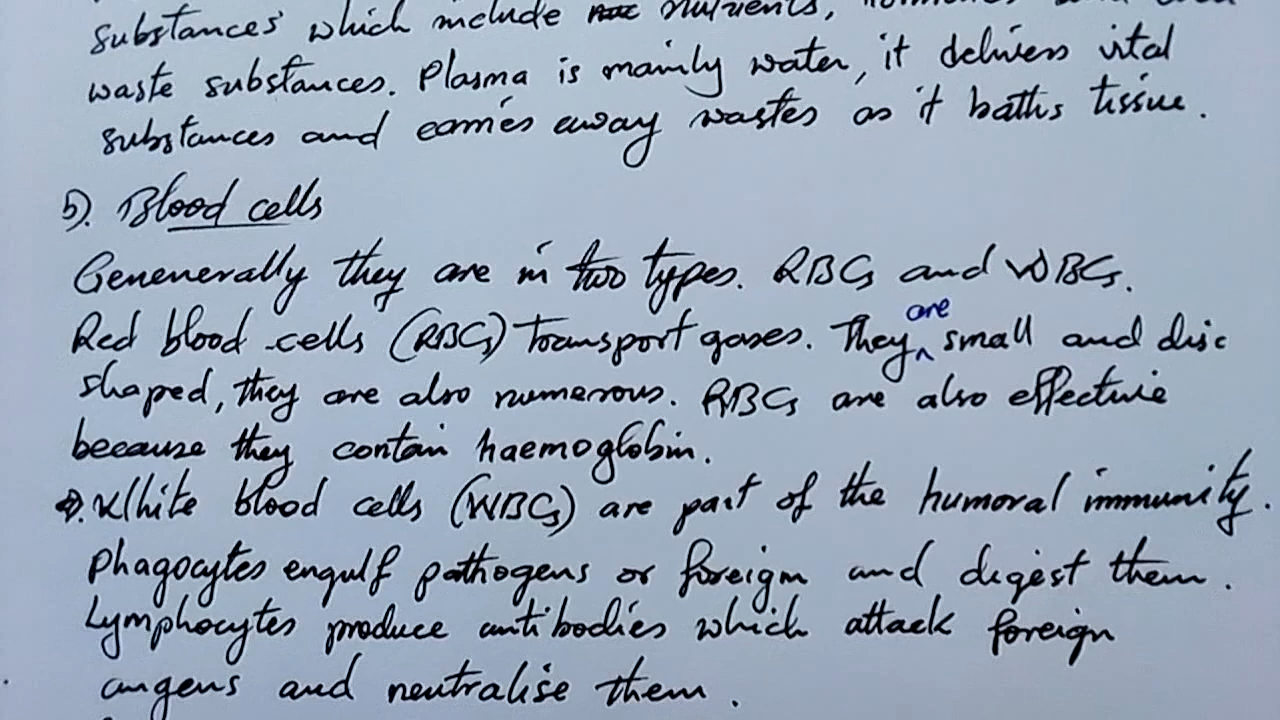 substances which include nutrients,
waste substances. Plasma is mainly water, it delivers vital
substances and carries away wastes as it baths tissue.
5). Blood cells
Genenerally they are in two types. RBCs and WBCs.
Red blood cells (RBCs) transport gases. They are small and disc
shaped, they are also numerous. RBCs are also effective
because they contain haemoglobin.
White blood cells (WBCs) are part of the humoral immunity.
Phagocytes engulf pathogens or foreign and digest them.
Lymphocytes produce antibodies which attack foreign
angens and neutralise them.